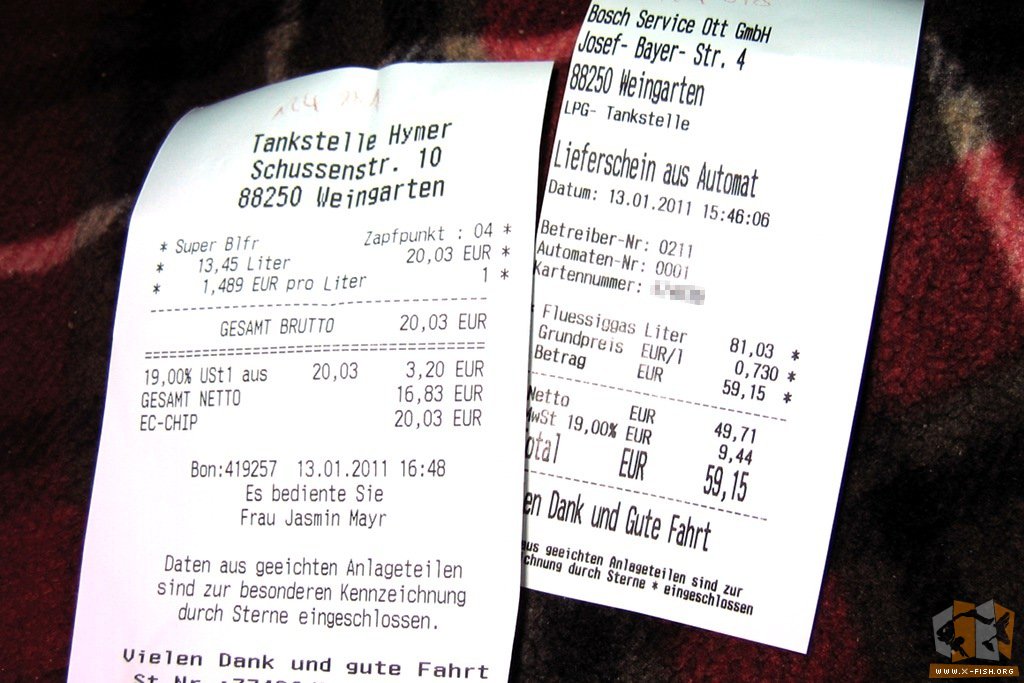 Tankstelle Hymer
Schussenstr. 10
88250 Weingarten
* Super Blfr Zapfpunkt : 04 *
* 13,45 Liter 20,03 EUR *
* 1,489 EUR pro Liter 1 *
GESAMT BRUTTO 20,03 EUR
19,00% USt1 aus 20,03 3,20 EUR
GESAMT NETTO 16,83 EUR
EC-CHIP 20,03 EUR
Bon:419257 13.01.2011 16:48
Es bediente Sie
Frau Jasmin Mayr
Daten aus geeichten Anlageteilen
sind zur besonderen Kennzeichnung
durch Sterne eingeschlossen.
Vielen Dank und gute Fahrt
St.Nr.
Bosch Service Ott GmbH
Josef- Bayer- Str. 4
88250 Weingarten
LPG- Tankstelle
Lieferschein aus Automat
Datum: 13.01.2011 15:46:06
Betreiber-Nr: 0211
Automaten-Nr: 0001
Kartennummer:
Fluessiggas Liter 81,03 *
Grundpreis EUR/l 0,730 *
Betrag EUR 59,15 *
Netto EUR 49,71
MwSt 19,00% EUR 9,44
otal EUR 59,15
en Dank und Gute Fahrt
aus geeichten Anlageteilen sind zur
chnung durch Sterne * eingeschlossen
WWW.X-FISH.ORG